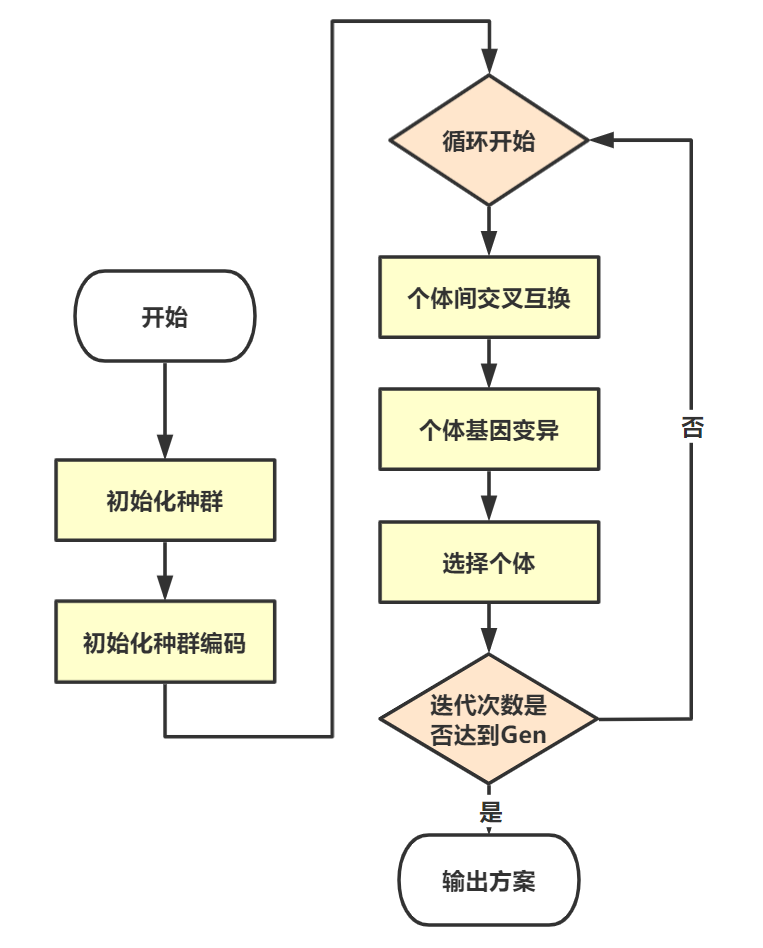 开始
初始化种群
初始化种群编码
循环开始
个体间交叉互换
个体基因变异
选择个体
迭代次数是
否达到Gen
否
是
输出方案